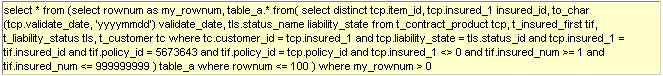 select * from (select rownum as my_rownum, table_a.* from( select distinct tcp.item_id, tcp.insured_1 insured_id, to_char
(tcp.validate_date, 'yyyymmdd') validate_date, tls.status_name liability_state from t_contract_product tcp, t_insured_first tif,
t_liability_status tls, t_customer tc where tc.customer_id = tcp.insured_1 and tcp.liability_state = tls.status_id and tcp.insured_1 =
tif.insured_id and tif.policy_id = 5673643 and tif.policy_id = tcp.policy_id and tcp.insured_1 <> 0 and tif.insured_num >= 1 and
tif.insured_num <= 999999999 ) table_a where rownum <= 100 ) where my_rownum > 0